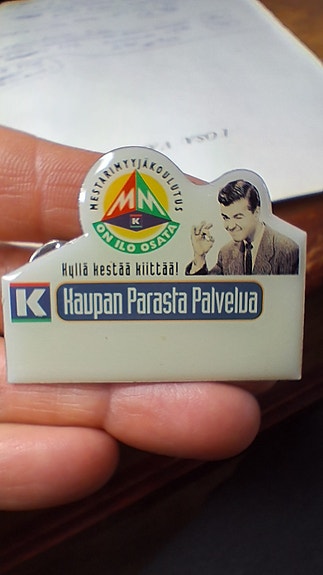 MESTARIMYYJÄKOULUTUS
MM
K
ON ILO OSATA
Kyllä kestää kiittää!
K Kaupan Parasta Palvelua